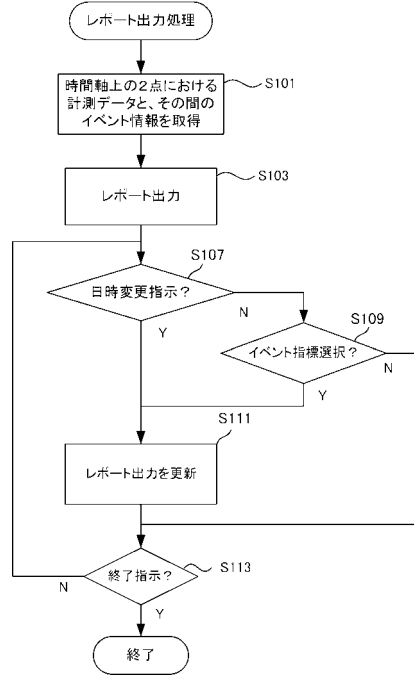 レポート出力処理
S101
時間軸上の2点における
計測データと、その間の
イベント情報を取得
S103
レポート出力
S107
日時変更指示？
N
Y
S109
イベント指標選択？
N
Y
S111
レポート出力を更新
S113
終了指示？
N
Y
終了